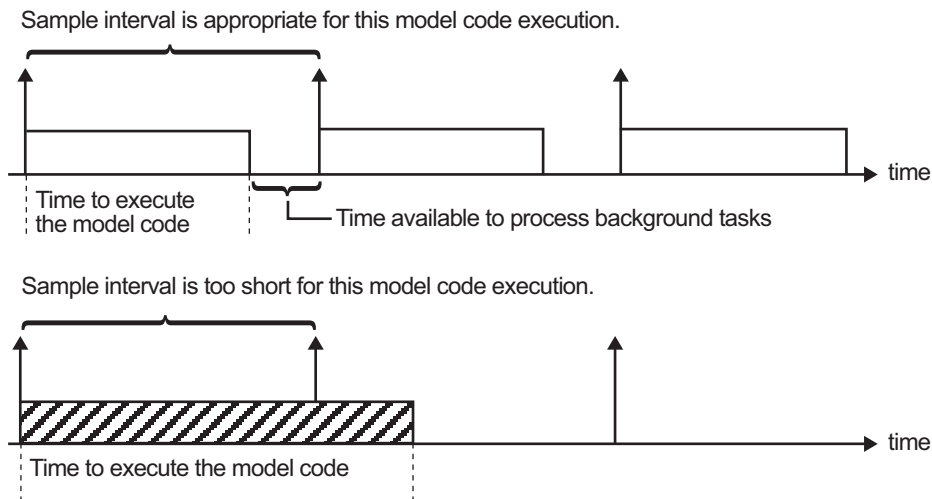 Sample interval is appropriate for this model code execution.
time
Time to execute
the model code
Time available to process background tasks
Sample interval is too short for this model code execution.
time
Time to execute the model code